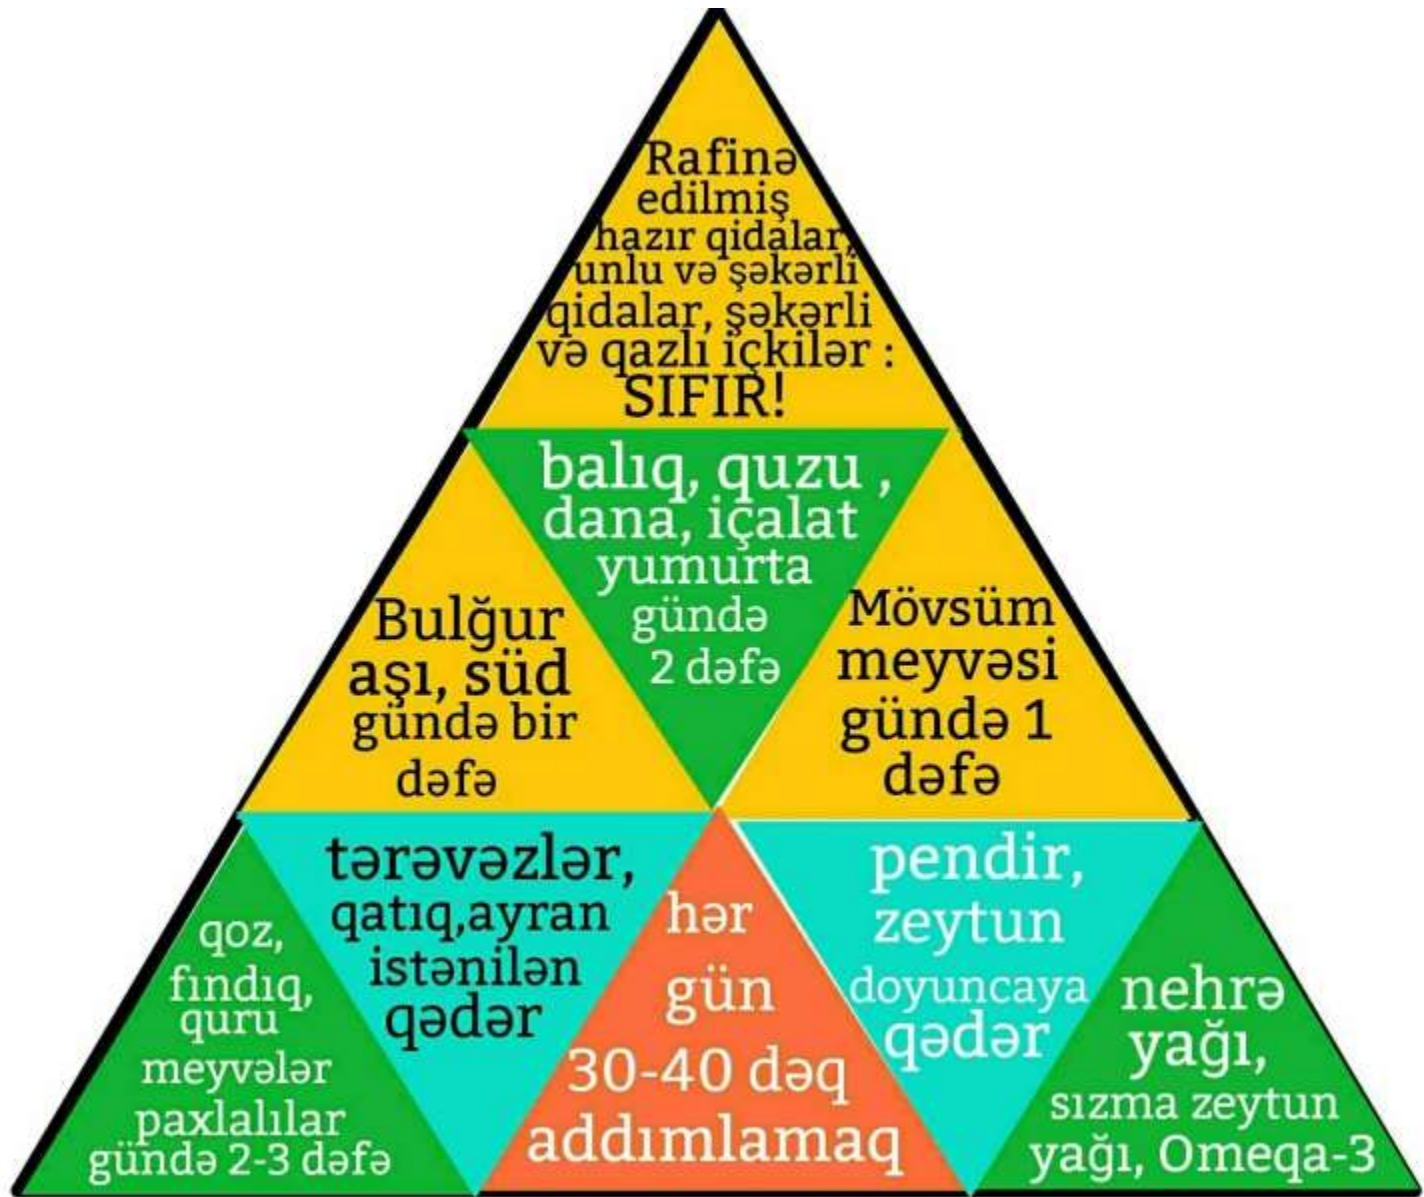 Rafinə
edilmiş
hazır qidalar,
unlu və şəkərli
qidalar, şəkərli
və qazlı içkilər :
SIFIR!
balıq, quzu ,
dana, içalat
yumurta
gündə
2 dəfə
Bulğur
aşı, süd
gündə bir
dəfə
Mövsüm
meyvəsi
gündə 1
dəfə
qoz,
fındıq,
quru
meyvələr
paxlalılar
gündə 2-3 dəfə
tərəvəzlər,
qatıq,ayran
istənilən
qədər
hər
gün
30-40 dəq
addımlamaq
pendir,
zeytun
doyuncaya
qədər
nehrə
yağı,
sızma zeytun
yağı, Omeqa-3